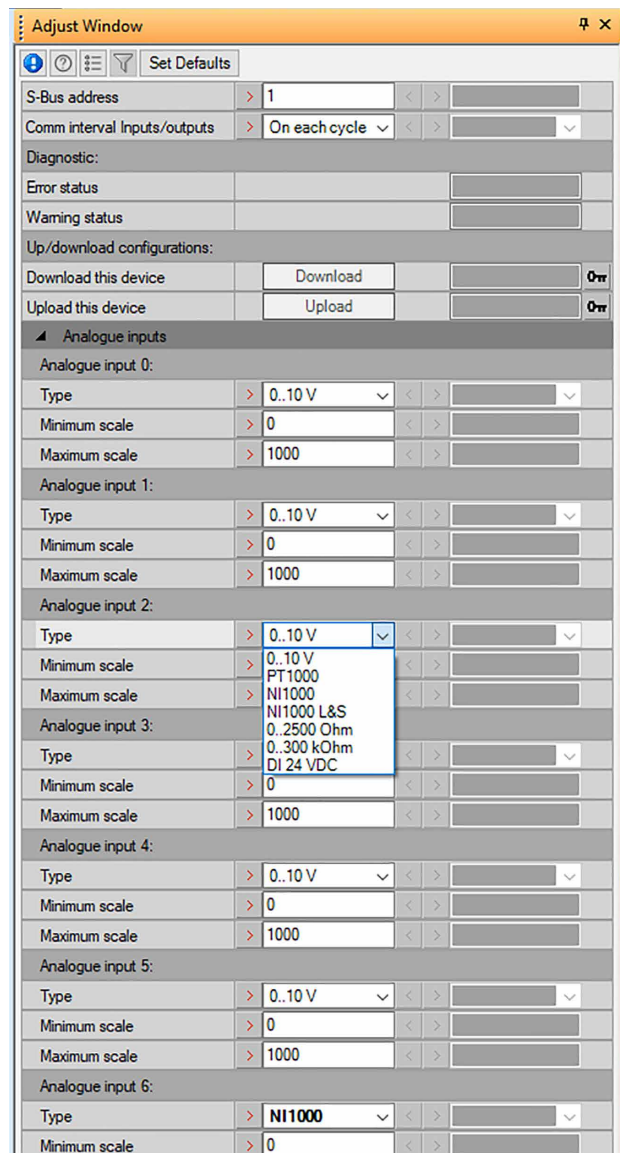 Adjust Window
Set Defaults
S-Bus address > 1 < >
Comm interval Inputs/outputs > On each cycle < >
Diagnostic:
Error status
Warning status
Up/download configurations:
Download this device Download
Upload this device Upload
Analogue inputs
Analogue input 0:
Type > 0..10 V < >
Minimum scale > 0 < >
Maximum scale > 1000 < >
Analogue input 1:
Type > 0..10 V < >
Minimum scale > 0 < >
Maximum scale > 1000 < >
Analogue input 2:
Type > 0..10 V < >
Minimum scale >
Maximum scale >
0..10 V
PT1000
NI1000
NI1000 L&S
0..2500 Ohm
0..300 kOhm
DI 24 VDC
Analogue input 3:
Type > < >
Minimum scale > 0 < >
Maximum scale > 1000 < >
Analogue input 4:
Type > 0..10 V < >
Minimum scale > 0 < >
Maximum scale > 1000 < >
Analogue input 5:
Type > 0..10 V < >
Minimum scale > 0 < >
Maximum scale > 1000 < >
Analogue input 6:
Type > NI1000 < >
Minimum scale > 0 < >